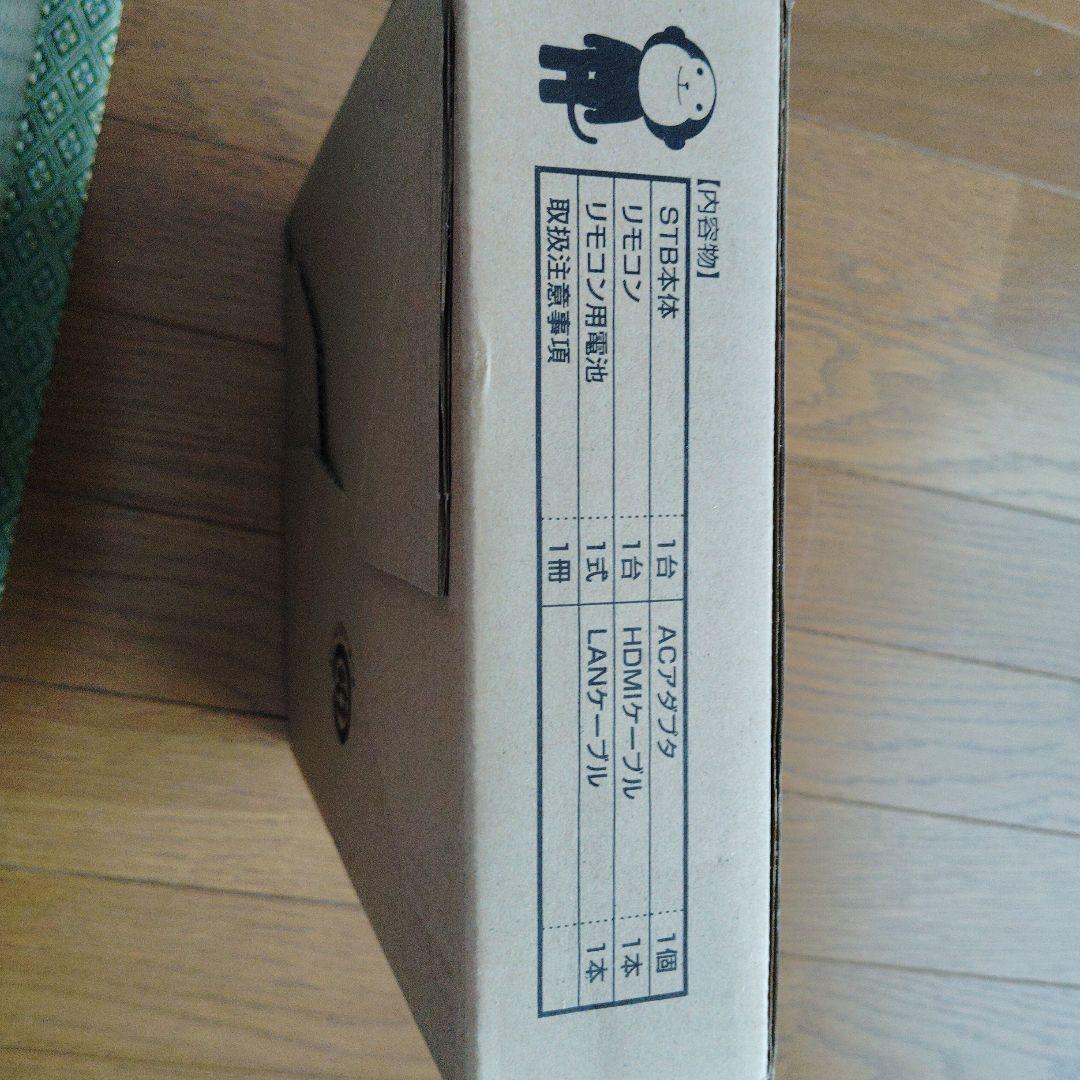 【内容物】
STB本体 1台 ACアダプタ 1個
リモコン 1台 HDMIケーブル 1本
リモコン用電池 1式 LANケーブル 1本
取扱注意事項 1冊